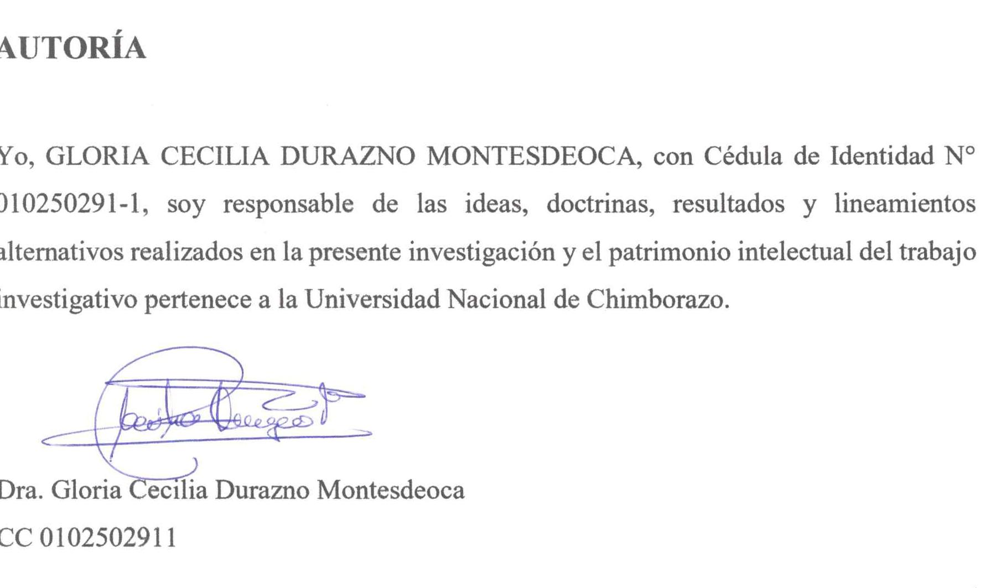 AUTORÍA
Yo, GLORIA CECILIA DURAZNO MONTESDEOCA, con Cédula de Identidad N°
010250291-1, soy responsable de las ideas, doctrinas, resultados y lineamientos
alternativos realizados en la presente investigación y el patrimonio intelectual del trabajo
investigativo pertenece a la Universidad Nacional de Chimborazo.
Dra. Gloria Cecilia Durazno Montesdeoca
CC 0102502911